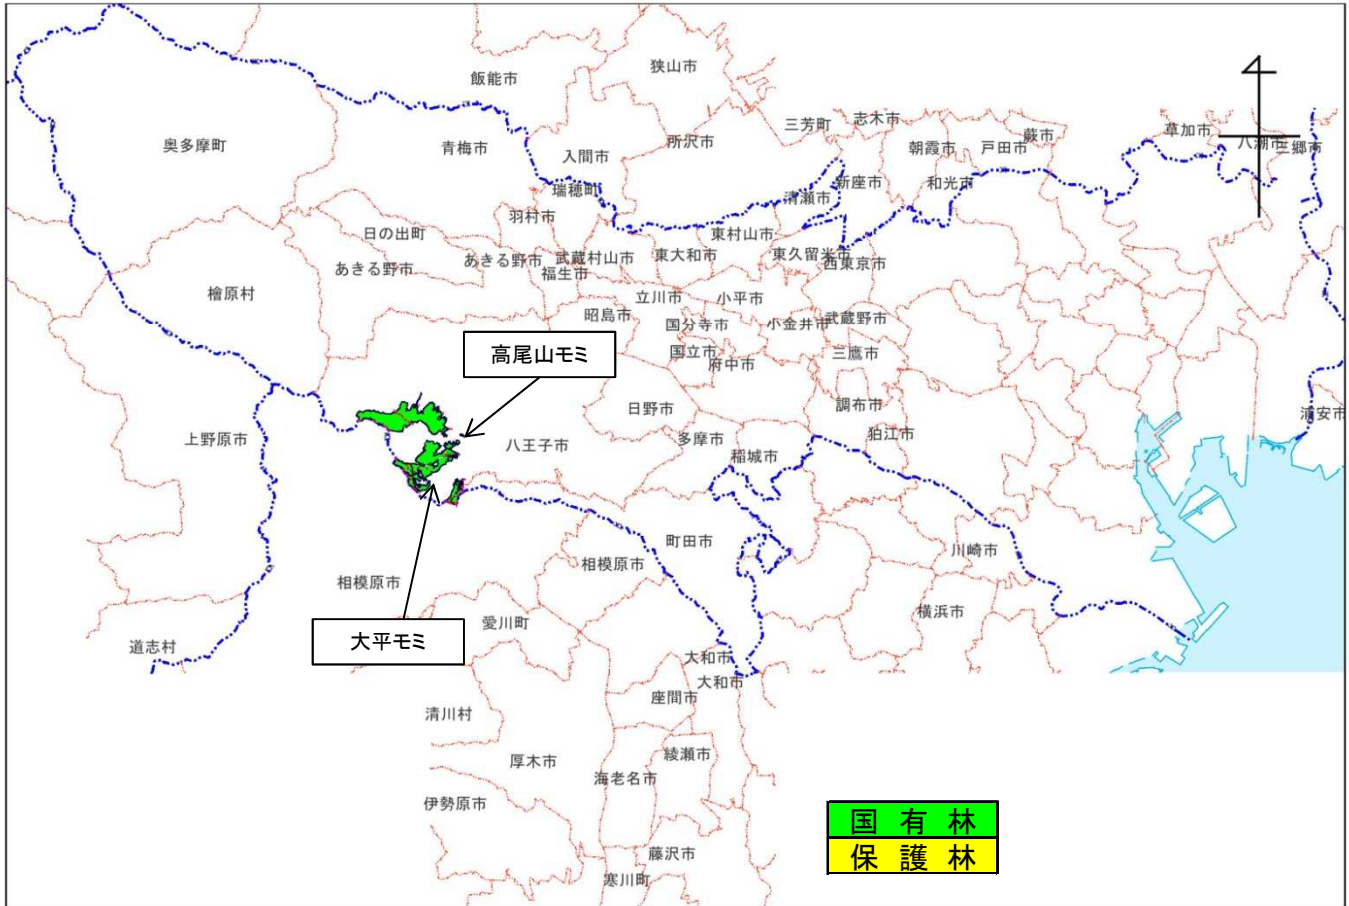 狭山市
飯能市
三芳町
志木市
蕨市
草加市
八潮市
三郷市
奥多摩町
青梅市
入間市
所沢市
朝霞市
戸田市
瑞穂町
清瀬市
新座市
和光市
羽村市
日の出町
東村山市
あきる野市
あきる野市
武蔵村山市
東大和市
東久留米市
西東京市
福生市
檜原村
立川市
小平市
昭島市
国分寺市
小金井市
武蔵野市
高尾山モミ
国立市
府中市
三鷹市
日野市
調布市
浦安市
上野原市
八王子市
多摩市
稲城市
狛江市
町田市
川崎市
相模原市
相模原市
愛川町
横浜市
大平モミ
道志村
大和市
大和市
座間市
清川村
厚木市
海老名市
綾瀬市
伊勢原市
国有林
保護林
藤沢市
寒川町